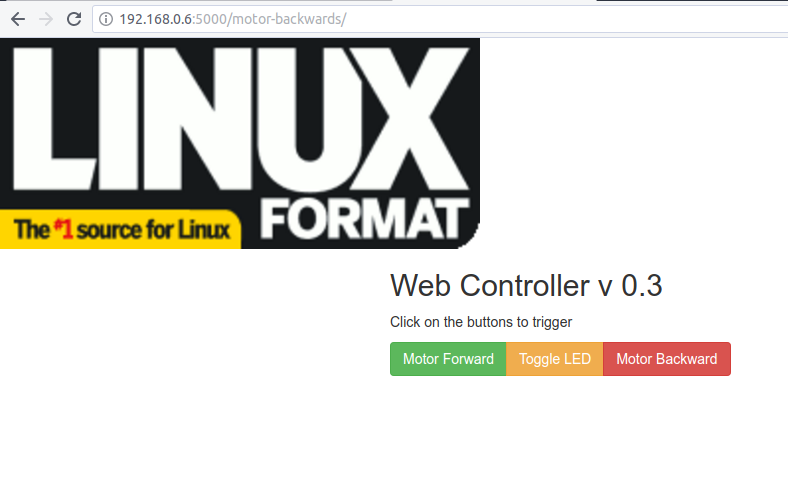 192.168.0.6:5000/motor-backwards/
LINUX
FORMAT
The #1 source for Linux
Web Controller v 0.3
Click on the buttons to trigger
Motor Forward Toggle LED Motor Backward